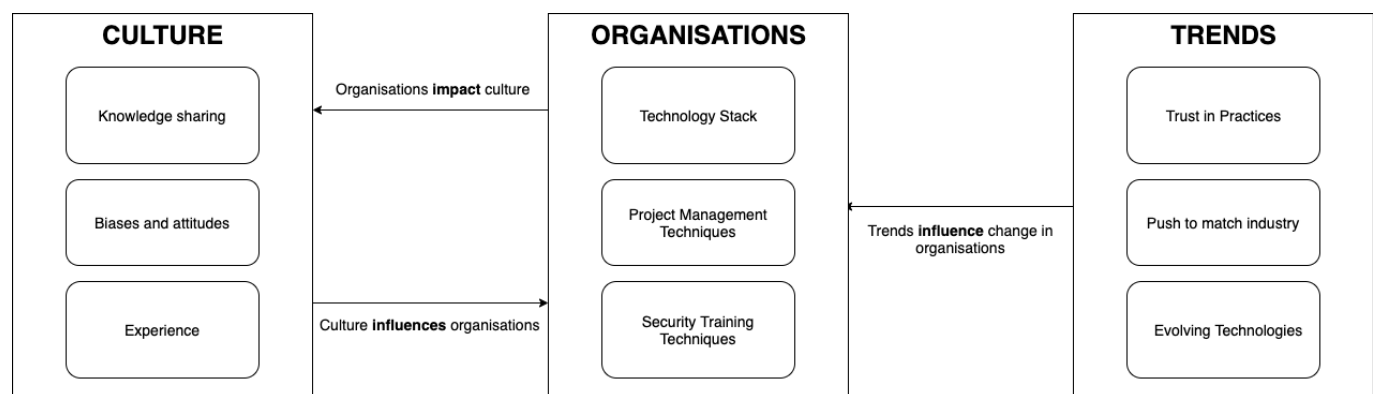 CULTURE
Knowledge sharing
Biases and attitudes
Experience
Organisations impact culture
Culture influences organisations
ORGANISATIONS
Technology Stack
Project Management
Techniques
Security Training
Techniques
Trends influence change in
organisations
TRENDS
Trust in Practices
Push to match industry
Evolving Technologies